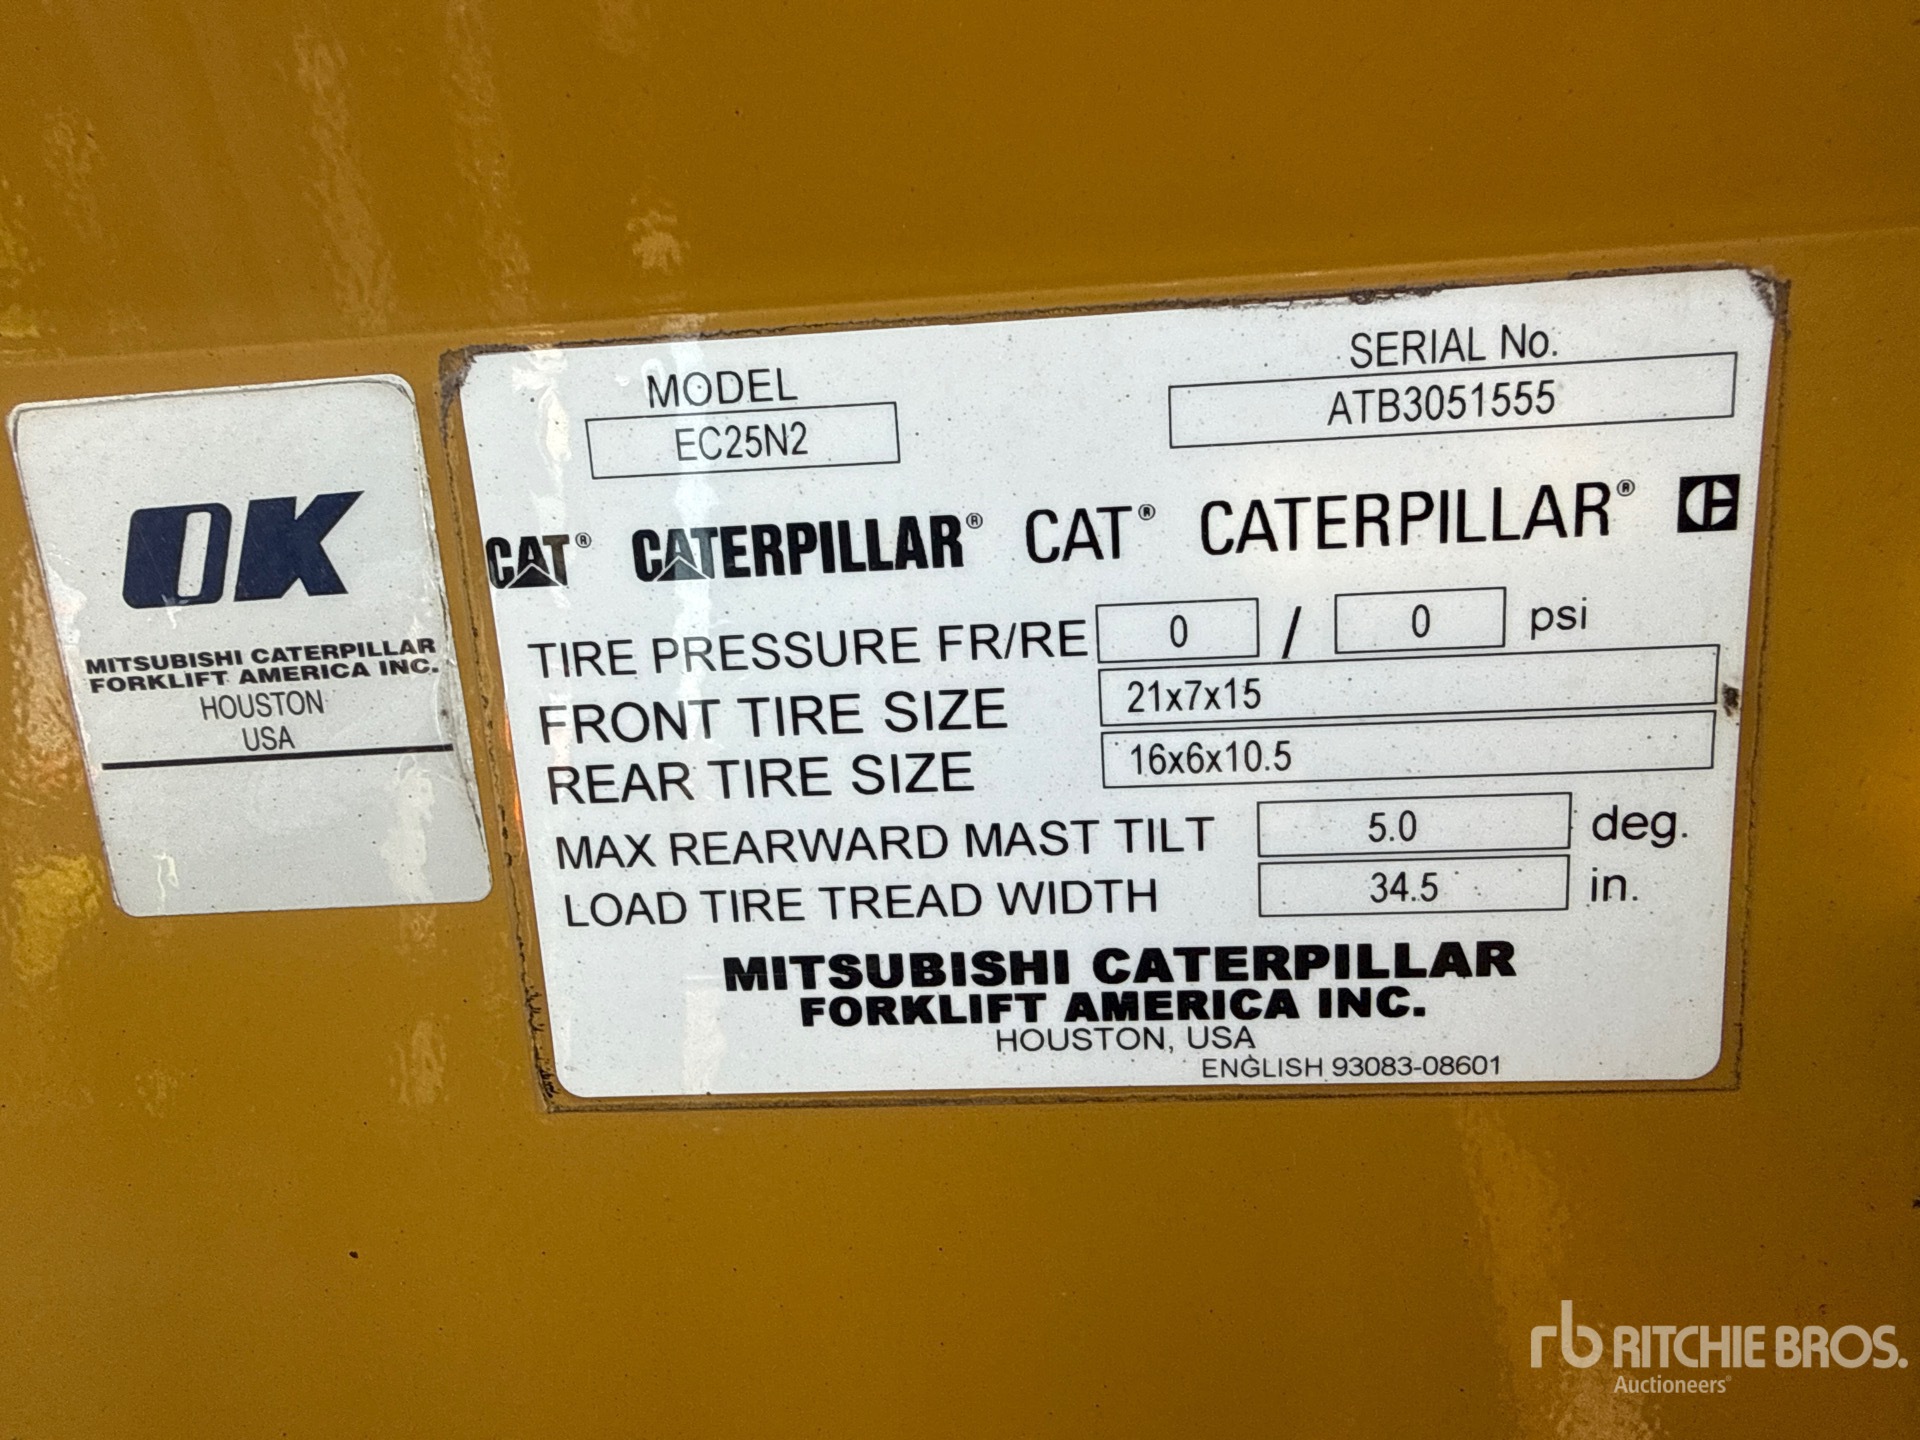 OK
MITSUBISHI CATERPILLAR
FORKLIFT AMERICA INC.
HOUSTON
USA
MODEL
EC25N2
SERIAL No.
ATB3051555
CAT® CATERPILLAR® CAT® CATERPILLAR®
TIRE PRESSURE FR/RE 0 / 0 psi
FRONT TIRE SIZE 21x7x15
REAR TIRE SIZE 16x6x10.5
MAX REARWARD MAST TILT 5.0 deg.
LOAD TIRE TREAD WIDTH 34.5 in.
MITSUBISHI CATERPILLAR
FORKLIFT AMERICA INC.
HOUSTON, USA
ENGLISH 93083-08601
rb RITCHIE BROS.
Auctioneers